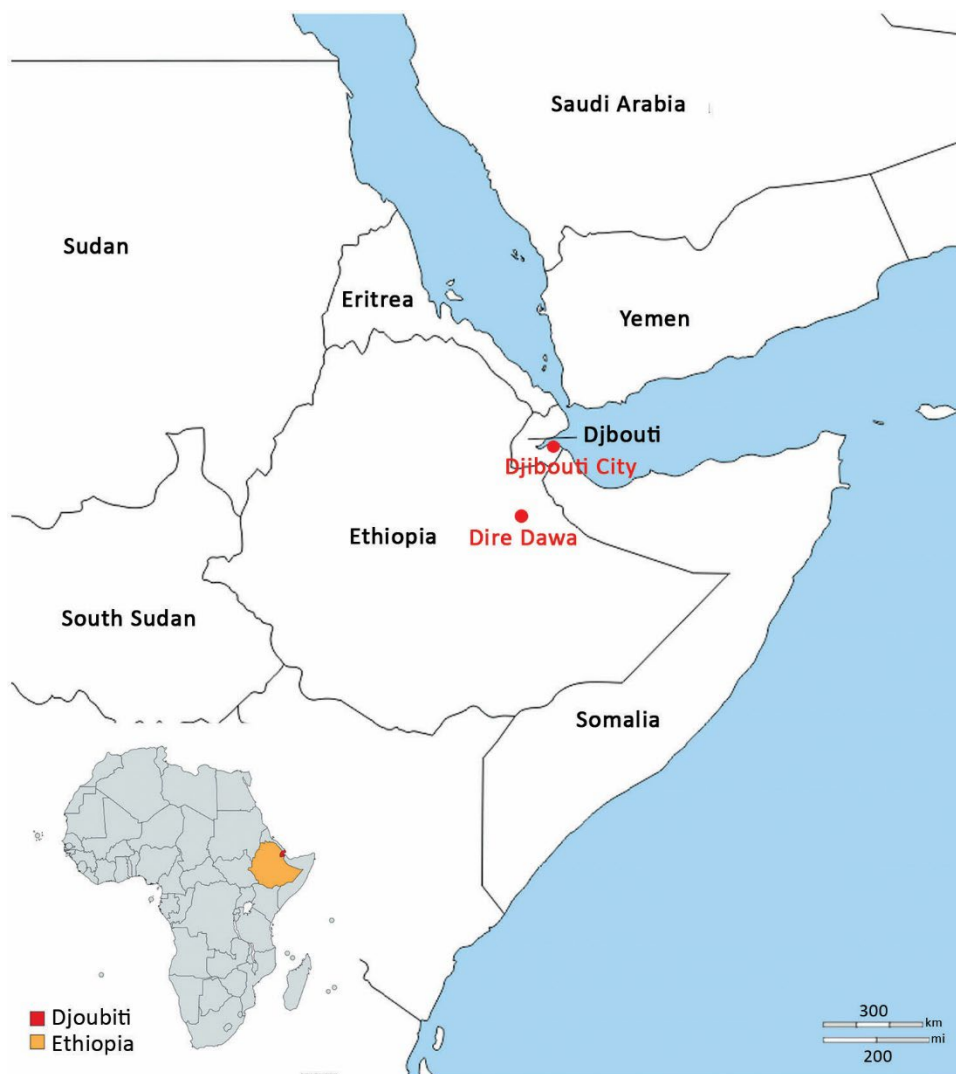 Saudi Arabia
Sudan
Eritrea
Yemen
Djbouti
Djibouti City
Ethiopia
Dire Dawa
South Sudan
Somalia
Djoubiti
Ethiopia
300
km
mi
200